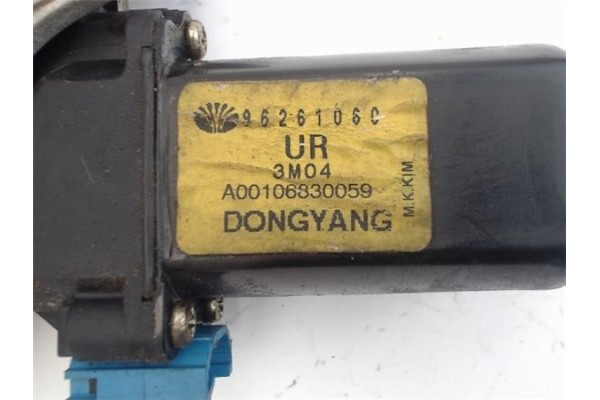 96261060
UR
3M04
A00106830059
DONGYANG
M.K.KIM